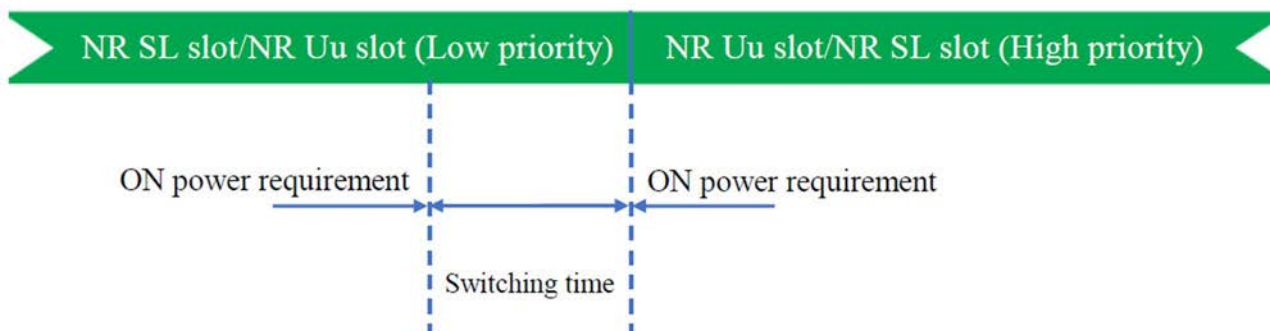 NR SL slot/NR Uu slot (Low priority) NR Uu slot/NR SL slot (High priority)
ON power requirement ON power requirement
Switching time